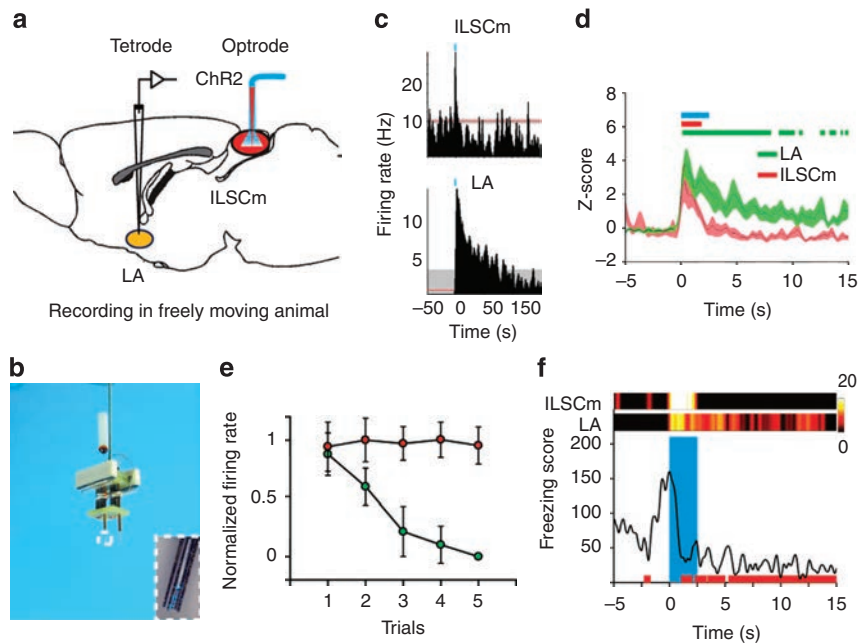 a
Tetrode
Optrode
ChR2
ILSCm
LA
Recording in freely moving animal
b
c
ILSCm
20
10
LA
10
5
Firing rate (Hz)
−50 0 50 150
Time (s)
d
8
6
4
2
0
−2
Z-score
LA
ILSCm
−5 0 5 10 15
Time (s)
e
Normalized firing rate
1
0.5
0
1 2 3 4 5
Trials
f
20
0
ILSCm
LA
200
150
100
50
Freezing score
−5 0 5 10 15
Time (s)